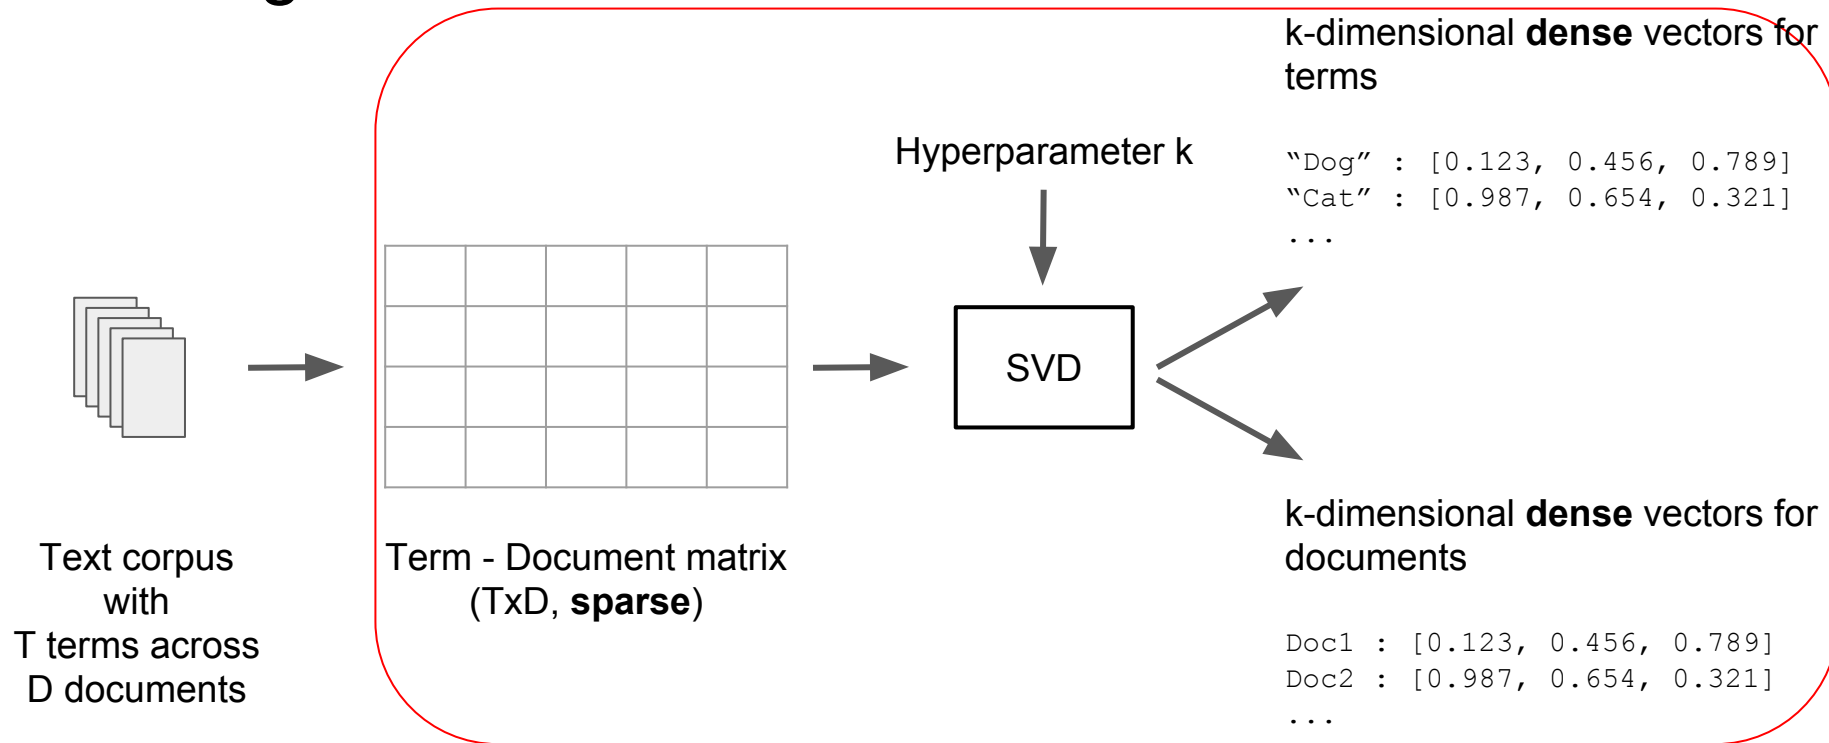 Text corpus
with
T terms across
D documents
Term - Document matrix
(TxD, sparse)
Hyperparameter k
SVD
k-dimensional dense vectors for
terms
“Dog” : [0.123, 0.456, 0.789]
“Cat” : [0.987, 0.654, 0.321]
...
k-dimensional dense vectors for
documents
Doc1 : [0.123, 0.456, 0.789]
Doc2 : [0.987, 0.654, 0.321]
...